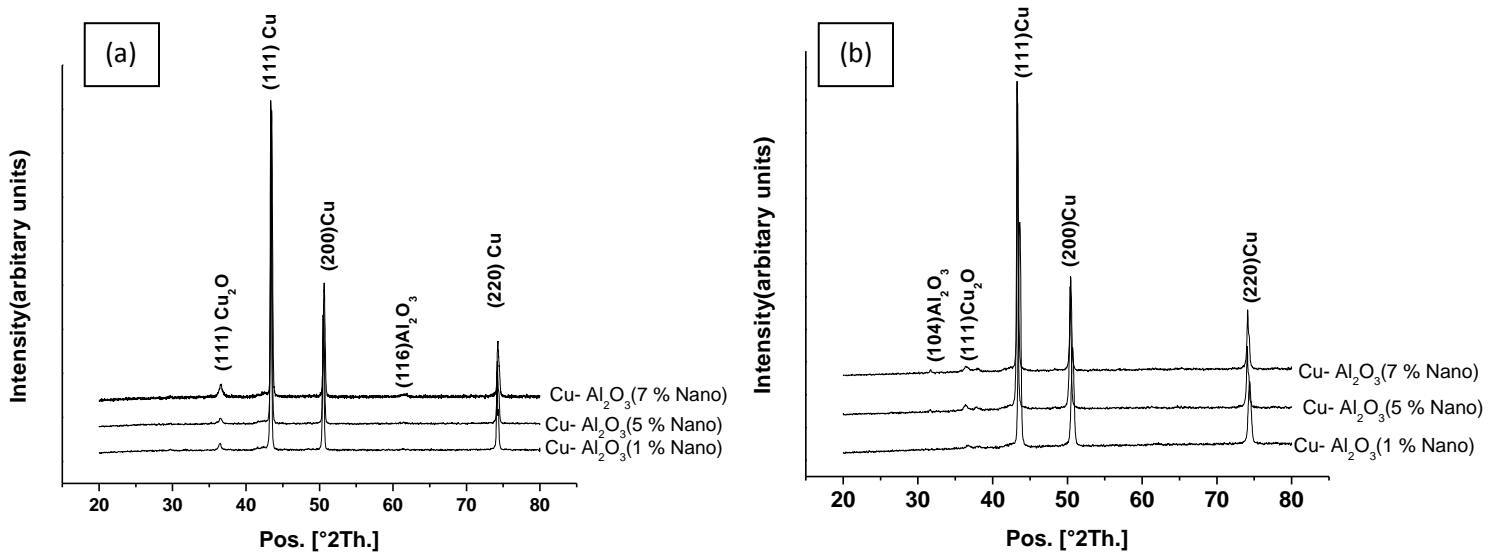 (a)
Intensity(arbitary units)
(111) Cu₂O
(111) Cu
(200)Cu
(116)Al₂O₃
(220) Cu
Cu- Al₂O₃(7 % Nano)
Cu- Al₂O₃(5 % Nano)
Cu- Al₂O₃(1 % Nano)
20 30 40 50 60 70 80
Pos. [°2Th.]
(b)
Intensity(arbitary units)
(104)Al₂O₃
(111)Cu₂O
(111)Cu
(200)Cu
(220)Cu
Cu- Al₂O₃(7 % Nano)
Cu- Al₂O₃(5 % Nano)
Cu- Al₂O₃(1 % Nano)
20 30 40 50 60 70 80
Pos. [°2Th.]